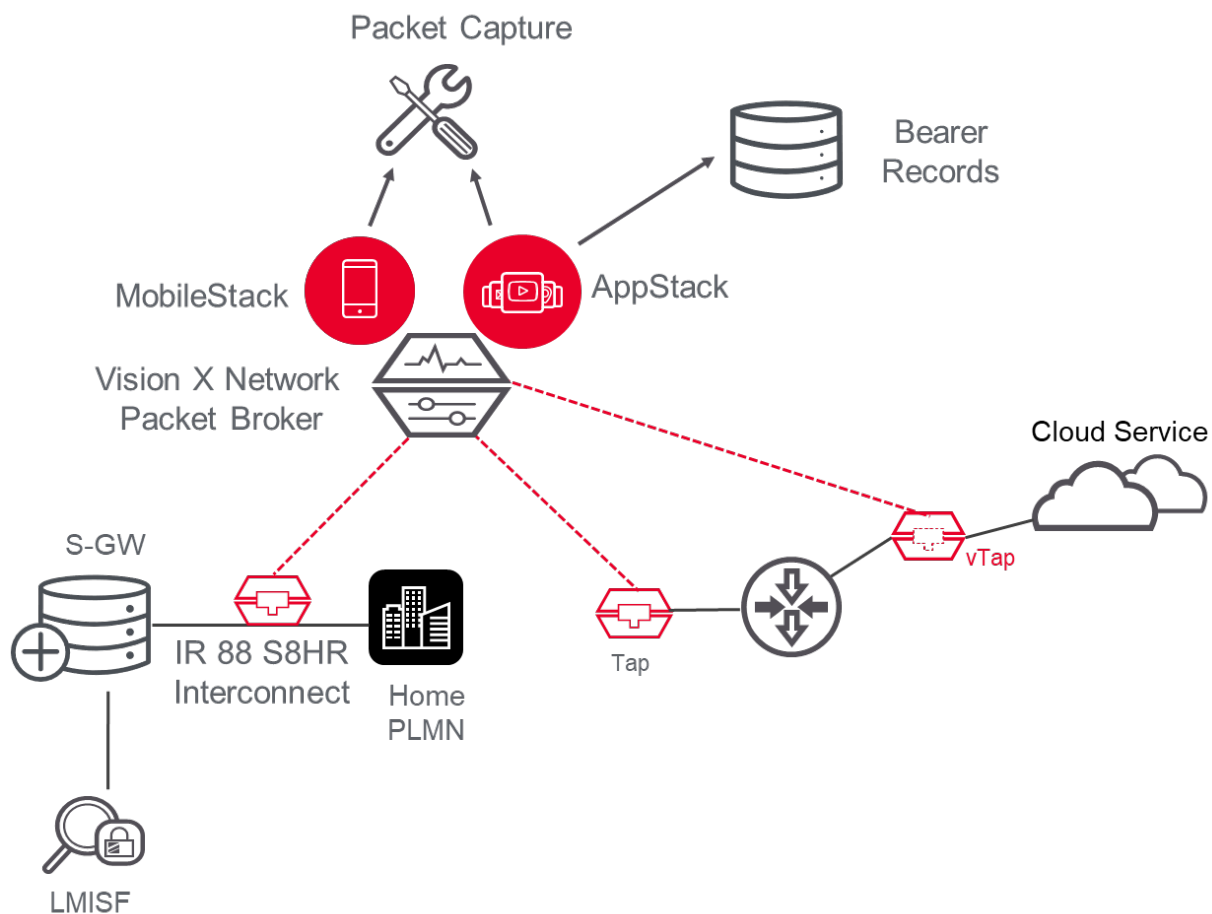 Packet Capture
Bearer
Records
MobileStack
AppStack
Vision X Network
Packet Broker
Cloud Service
S-GW
vTap
IR 88 S8HR
Interconnect
Tap
Home
PLMN
LMISF